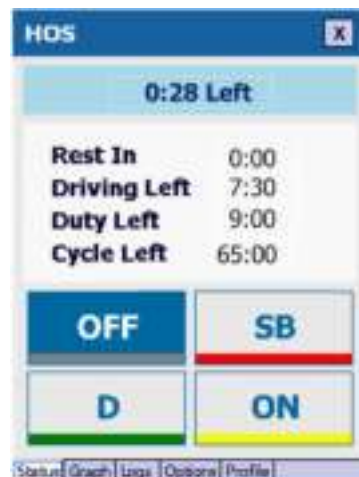 HOS X
0:28 Left
Rest In 0:00
Driving Left 7:30
Duty Left 9:00
Cycle Left 65:00
OFF SB
D ON
Status Graph Logs Options Profile